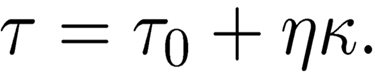 τ = τ₀ + ηκ.